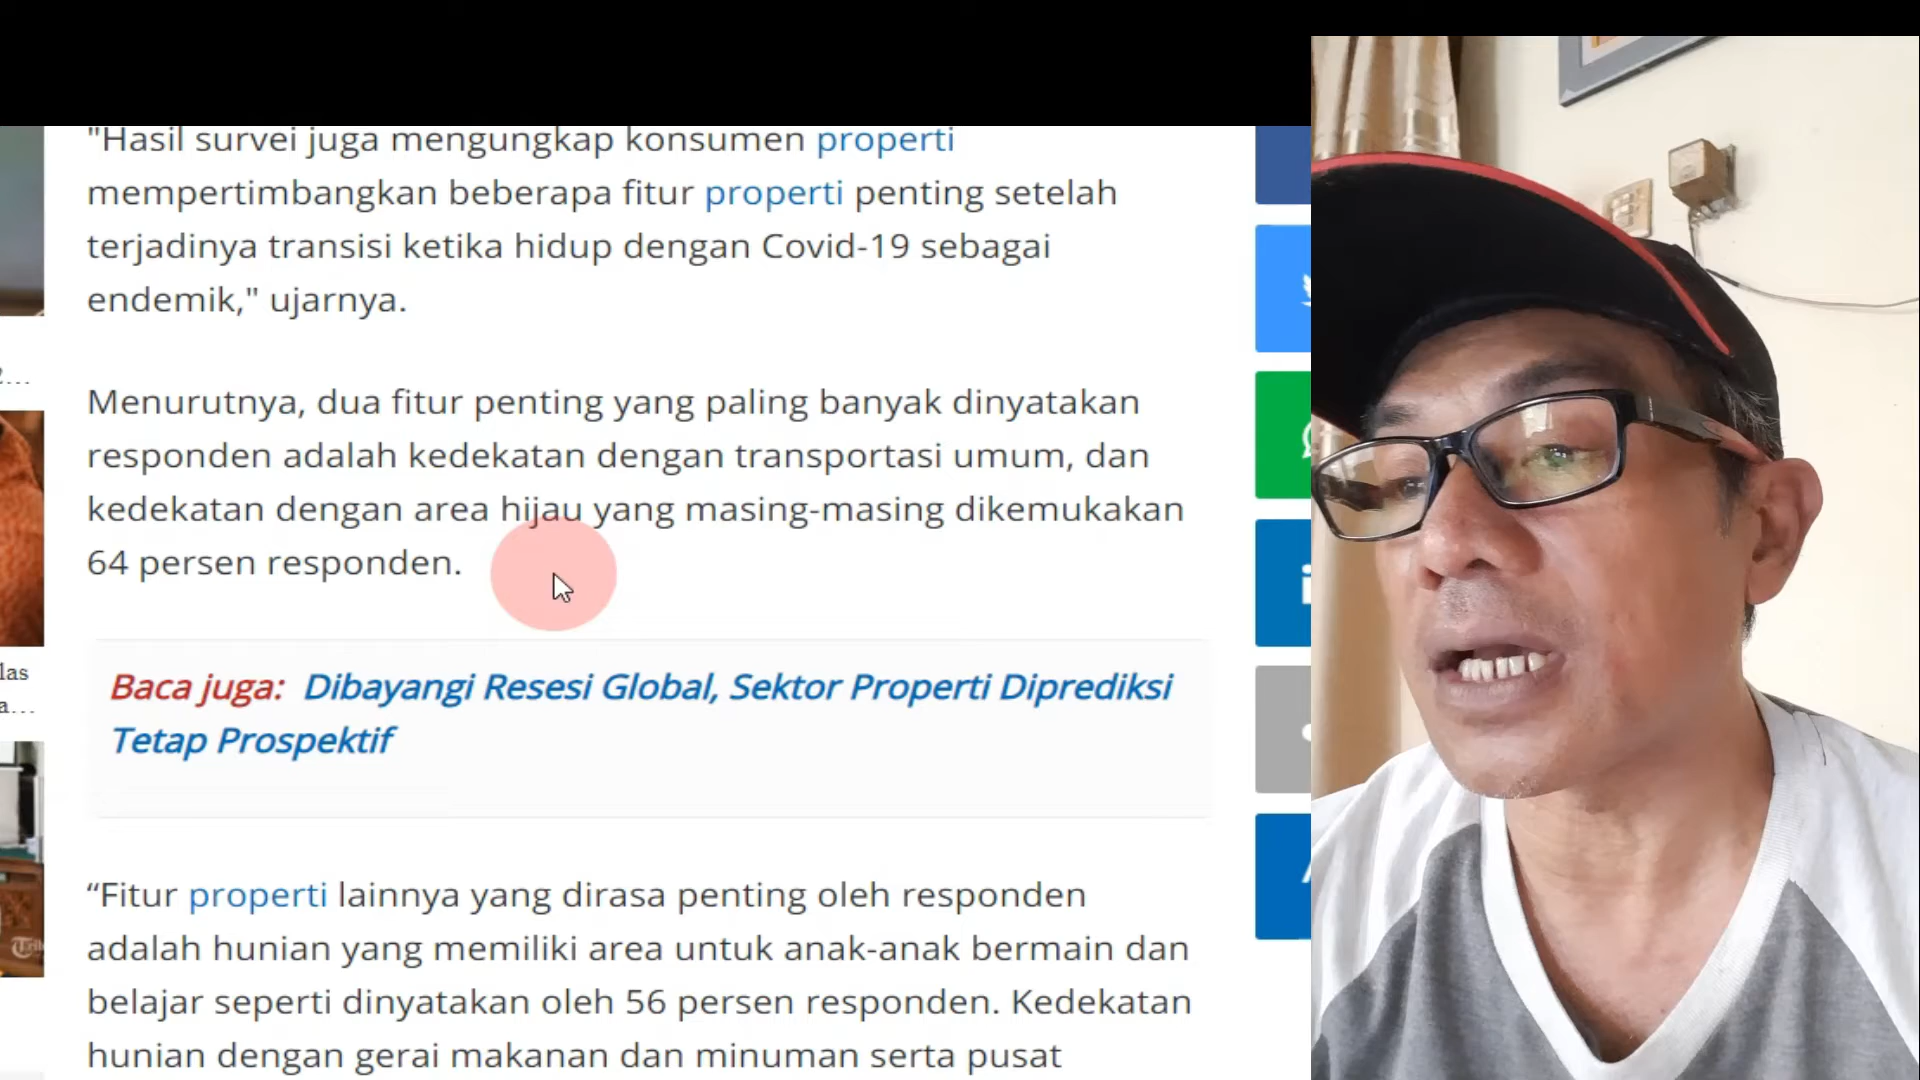 "Hasil survei juga mengungkap konsumen properti
mempertimbangkan beberapa fitur properti penting setelah
terjadinya transisi ketika hidup dengan Covid-19 sebagai
endemik," ujarnya.
Menurutnya, dua fitur penting yang paling banyak dinyatakan
responden adalah kedekatan dengan transportasi umum, dan
kedekatan dengan area hijau yang masing-masing dikemukakan
64 persen responden.
Baca juga: Dibayangi Resesi Global, Sektor Properti Diprediksi
Tetap Prospektif
“Fitur properti lainnya yang dirasa penting oleh responden
adalah hunian yang memiliki area untuk anak-anak bermain dan
belajar seperti dinyatakan oleh 56 persen responden. Kedekatan
hunian dengan gerai makanan dan minuman serta pusat